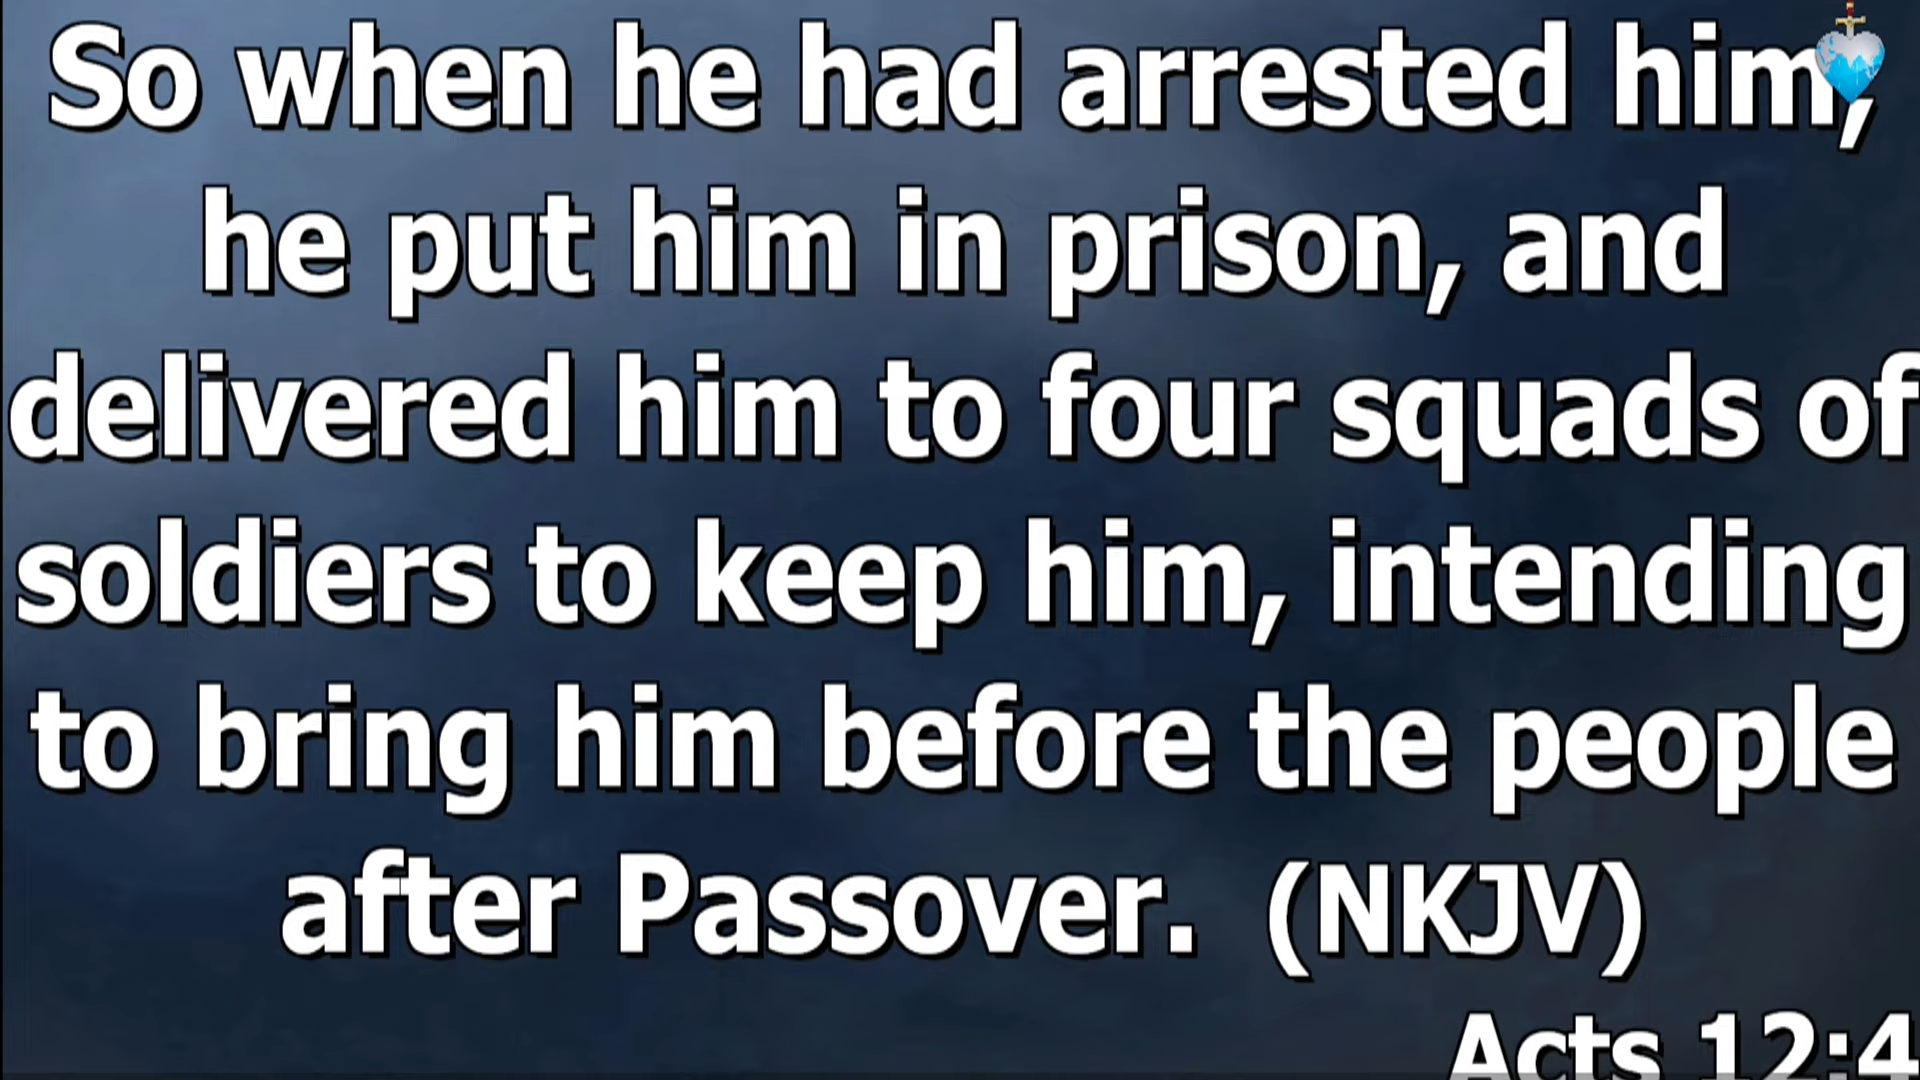 So when he had arrested him,
he put him in prison, and
delivered him to four squads of
soldiers to keep him, intending
to bring him before the people
after Passover.  (NKJV)
Acts 12:4